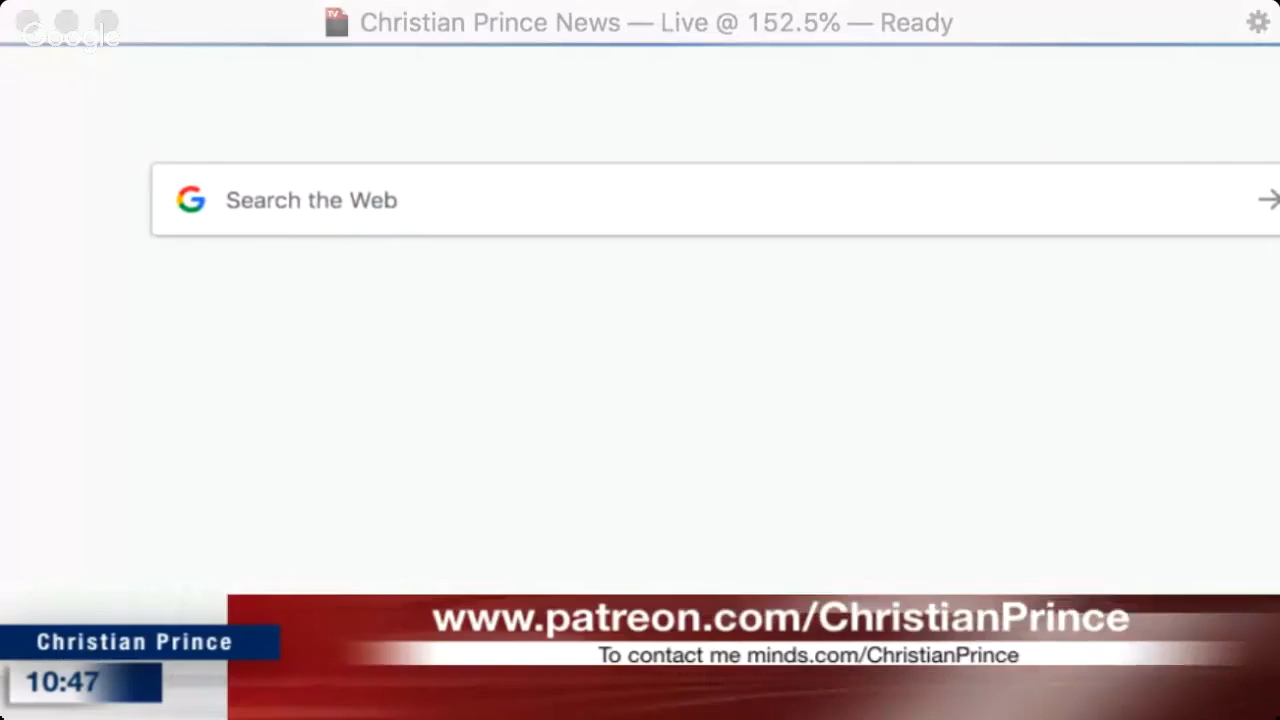 Google
TV
Christian Prince News — Live @ 152.5% — Ready
G Search the Web
www.patreon.com/ChristianPrince
To contact me minds.com/ChristianPrince
Christian Prince
10:47